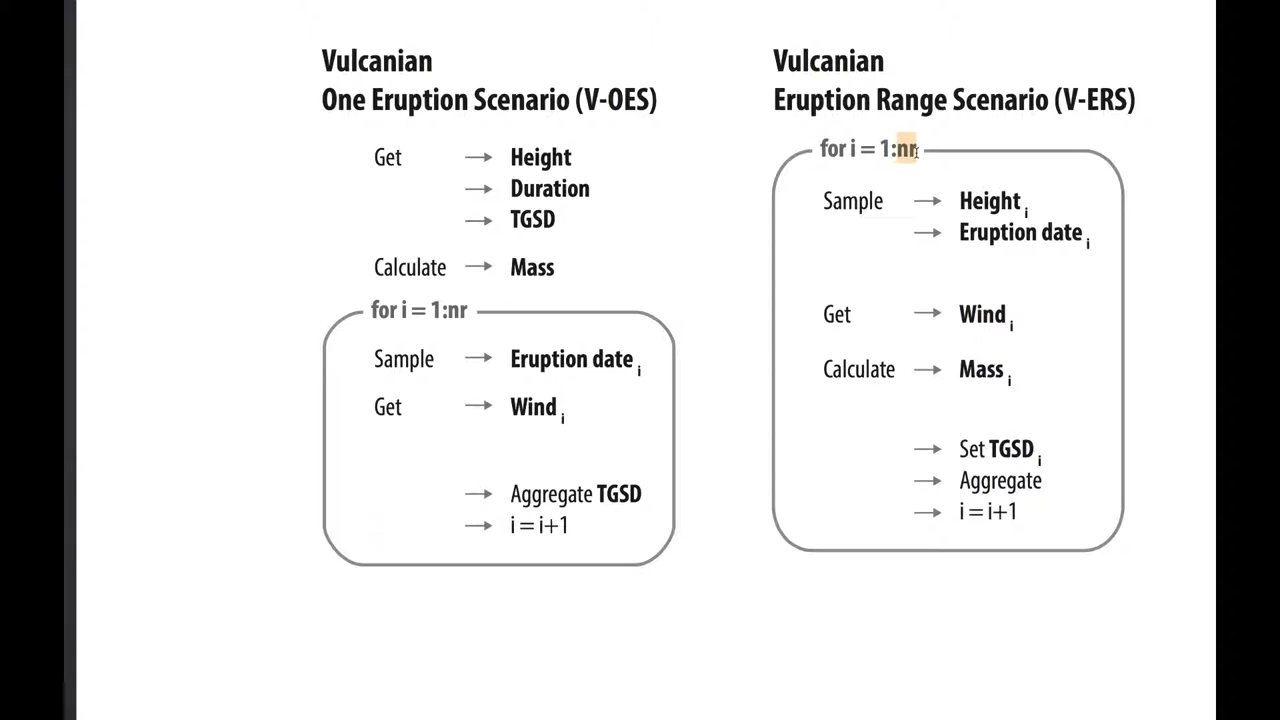 Vulcanian
One Eruption Scenario (V-OES)
Get → Height
→ Duration
→ TGSD
Calculate → Mass
for i = 1:nr
Sample → Eruption date i
Get → Wind i
→ Aggregate TGSD
→ i = i+1
Vulcanian
Eruption Range Scenario (V-ERS)
for i = 1:nr
Sample → Height i
→ Eruption date i
Get → Wind i
Calculate → Mass i
→ Set TGSD i
→ Aggregate
→ i = i+1